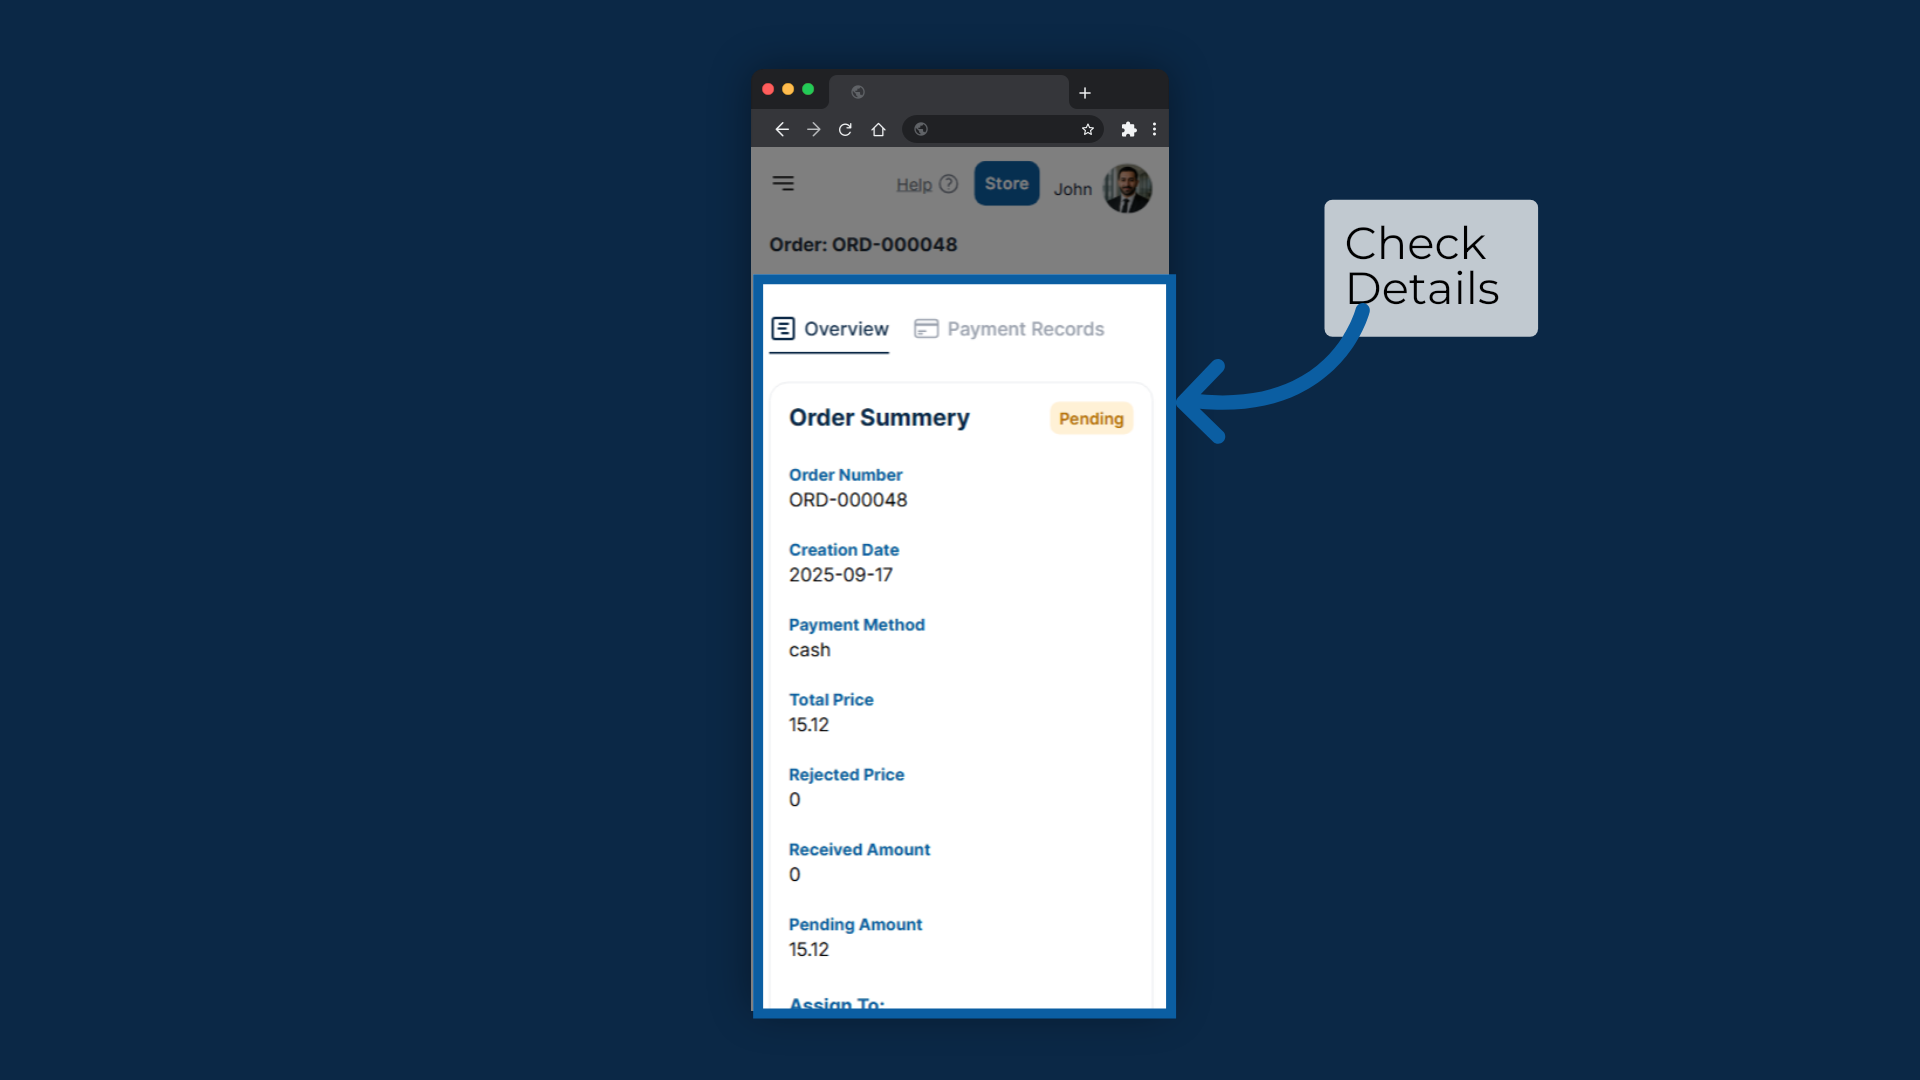 Help
Store
John
Order: ORD-000048
Check
Details
Overview
Payment Records
Order Summery
Pending
Order Number
ORD-000048
Creation Date
2025-09-17
Payment Method
cash
Total Price
15.12
Rejected Price
0
Received Amount
0
Pending Amount
15.12
Assign To: